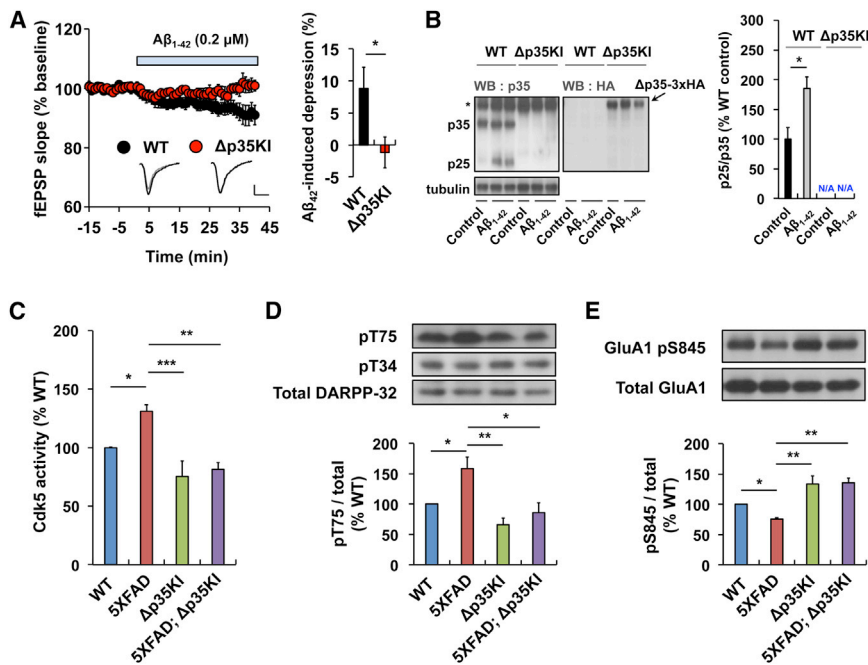 A
Aβ1-42 (0.2 µM)
fEPSP slope (% baseline)
120
100
80
60
WT
Δp35KI
-15
-5
5
15
25
35
45
Time (min)
*
Aβ42-induced depression (%)
15
10
5
0
-5
WT
Δp35KI
B
WT Δp35KI WT Δp35KI
WB : p35
WB : HA
Δp35-3xHA
*
p35
p25
tubulin
Control
Aβ1-42
Control
Aβ1-42
Control
Aβ1-42
Control
Aβ1-42
WT Δp35KI
p25/p35 (% WT control)
300
250
200
150
100
50
0
*
N/A N/A
Control
Aβ1-42
Control
Aβ1-42
C
Cdk5 activity (% WT)
200
150
100
50
0
**
***
*
WT
5XFAD
Δp35KI
5XFAD; Δp35KI
D
pT75
pT34
Total DARPP-32
pT75 / total
(% WT)
200
150
100
50
0
*
*
**
WT
5XFAD
Δp35KI
5XFAD; Δp35KI
E
GluA1 pS845
Total GluA1
pS845 / total
(% WT)
200
150
100
50
0
**
**
*
WT
5XFAD
Δp35KI
5XFAD; Δp35KI